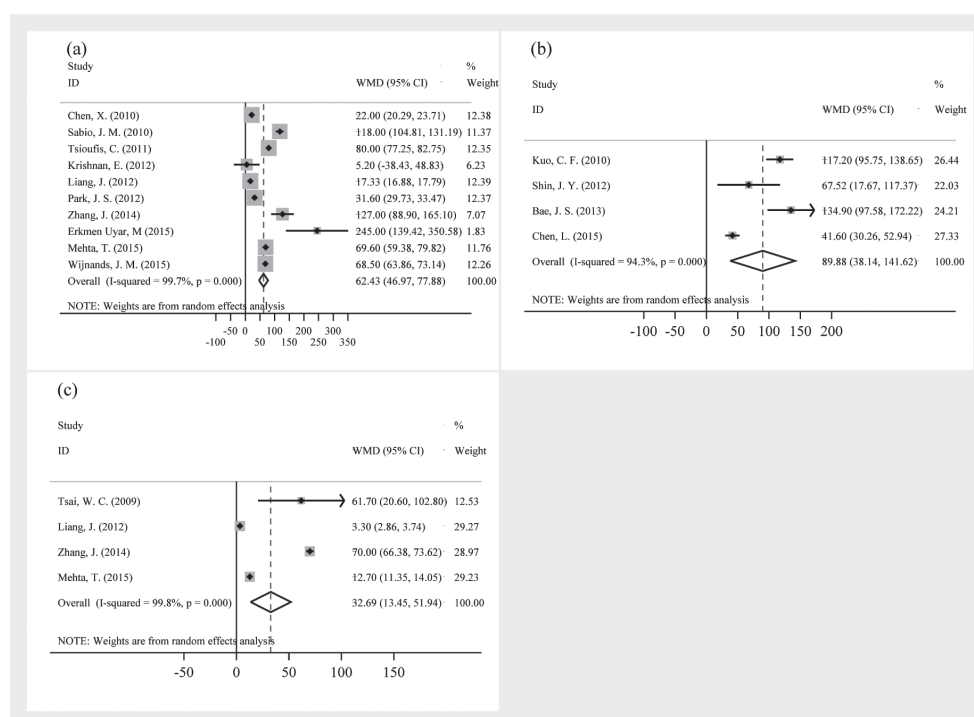 (a)
Study %
ID WMD (95% CI) Weight
Chen, X. (2010) 22.00 (20.29, 23.71) 12.38
Sabio, J. M. (2010) 118.00 (104.81, 131.19) 11.37
Tsioufis, C. (2011) 80.00 (77.25, 82.75) 12.35
Krishnan, E. (2012) 5.20 (-38.43, 48.83) 6.23
Liang, J. (2012) 17.33 (16.88, 17.79) 12.39
Park, J. S. (2012) 31.60 (29.73, 33.47) 12.37
Zhang, J. (2014) 127.00 (88.90, 165.10) 7.07
Erkmen Uyar, M (2015) 245.00 (139.42, 350.58) 1.83
Mehta, T. (2015) 69.60 (59.38, 79.82) 11.76
Wijnands, J. M. (2015) 68.50 (63.86, 73.14) 12.26
Overall (I-squared = 99.7%, p = 0.000) 62.43 (46.97, 77.88) 100.00
NOTE: Weights are from random effects analysis
-50 0 100 200 300
-100 50 150 250 350
(b)
Study %
ID WMD (95% CI) Weight
Kuo, C. F. (2010) 117.20 (95.75, 138.65) 26.44
Shin, J. Y. (2012) 67.52 (17.67, 117.37) 22.03
Bae, J. S. (2013) 134.90 (97.58, 172.22) 24.21
Chen, L. (2015) 41.60 (30.26, 52.94) 27.33
Overall (I-squared = 94.3%, p = 0.000) 89.88 (38.14, 141.62) 100.00
NOTE: Weights are from random effects analysis
-100 -50 0 50 100 150 200
(c)
Study %
ID WMD (95% CI) Weight
Tsai, W. C. (2009) 61.70 (20.60, 102.80) 12.53
Liang, J. (2012) 3.30 (2.86, 3.74) 29.27
Zhang, J. (2014) 70.00 (66.38, 73.62) 28.97
Mehta, T. (2015) 12.70 (11.35, 14.05) 29.23
Overall (I-squared = 99.8%, p = 0.000) 32.69 (13.45, 51.94) 100.00
NOTE: Weights are from random effects analysis
-50 0 50 100 150